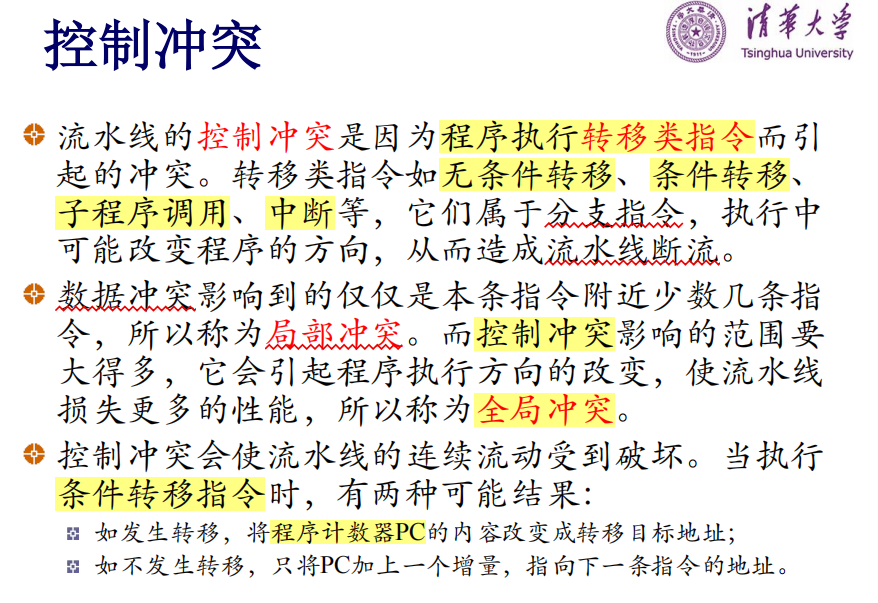 控制冲突
清华大学
Tsinghua University
流水线的控制冲突是因为程序执行转移类指令而引
起的冲突。转移类指令如无条件转移、条件转移、
子程序调用、中断等，它们属于分支指令，执行中
可能改变程序的方向，从而造成流水线断流。
数据冲突影响到的仅仅是本条指令附近少数几条指
令，所以称为局部冲突。而控制冲突影响的范围要
大得多，它会引起程序执行方向的改变，使流水线
损失更多的性能，所以称为全局冲突。
控制冲突会使流水线的连续流动受到破坏。当执行
条件转移指令时，有两种可能结果：
如发生转移，将程序计数器PC的内容改变成转移目标地址；
如不发生转移，只将PC加上一个增量，指向下一条指令的地址。